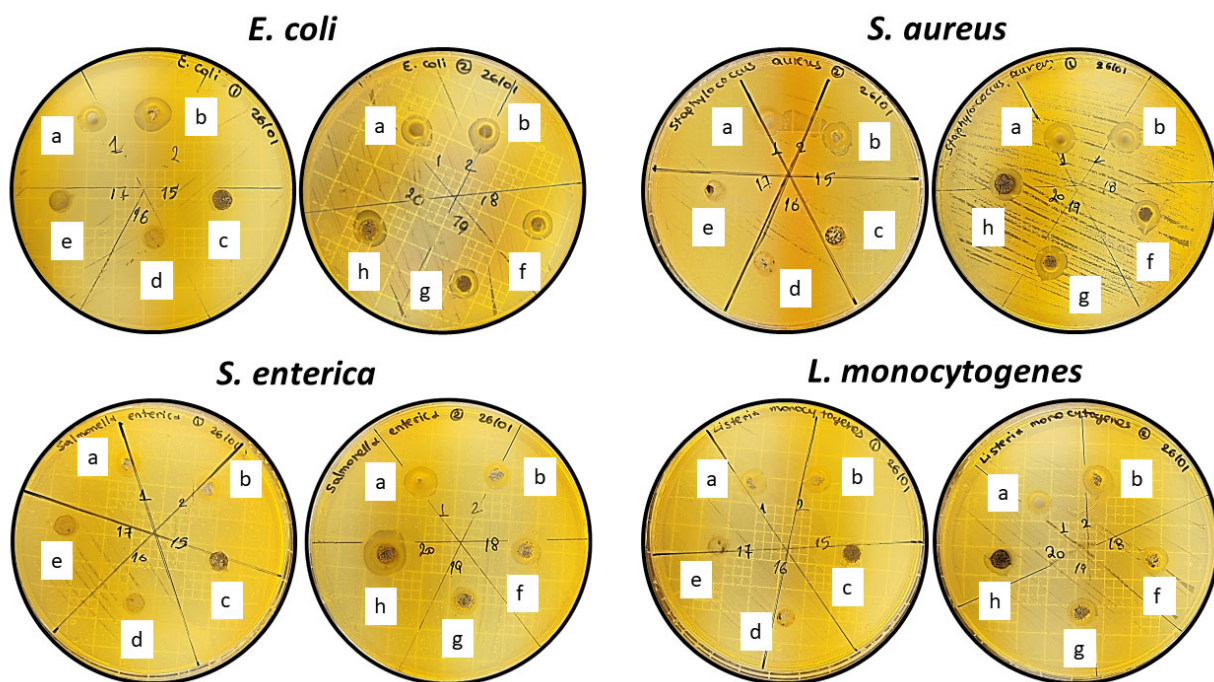 E. coli
S. aureus
E. coli ① 26/01
a
b
1
2
17
15
16
e
c
d
E. coli ② 26/01
a
b
1
2
20
18
19
h
g
f
Staphylococcus aureus ② 26/01
a
b
1
2
17
15
16
e
c
d
Staphylococcus aureus ① 26/01
a
b
1
20
19
18
h
f
g
S. enterica
L. monocytogenes
Salmonella enterica ① 26/01
a
b
1
2
17
15
16
e
c
d
Salmonella enterica ② 26/01
a
b
1
2
20
18
19
h
f
g
Listeria monocytogenes ① 26/01
a
b
1
2
17
15
16
e
c
d
Listeria monocytogenes ② 26/01
a
b
1
2
20
18
19
h
f
g